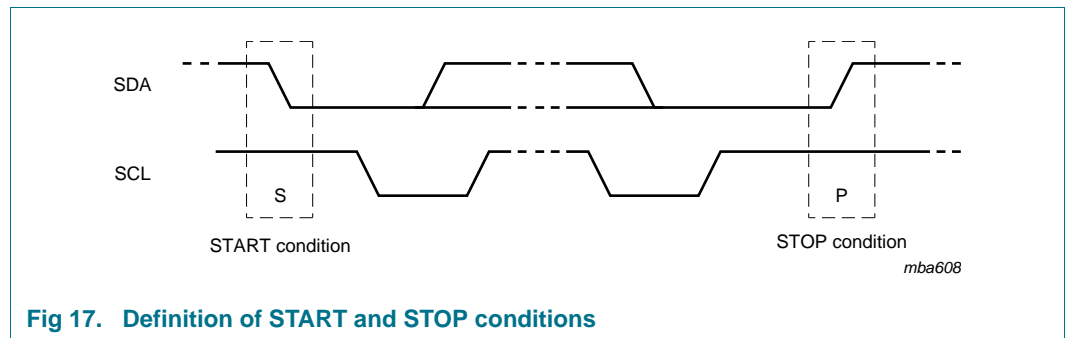 SDA
SCL
S
P
START condition
STOP condition
mba608
Fig 17. Definition of START and STOP conditions